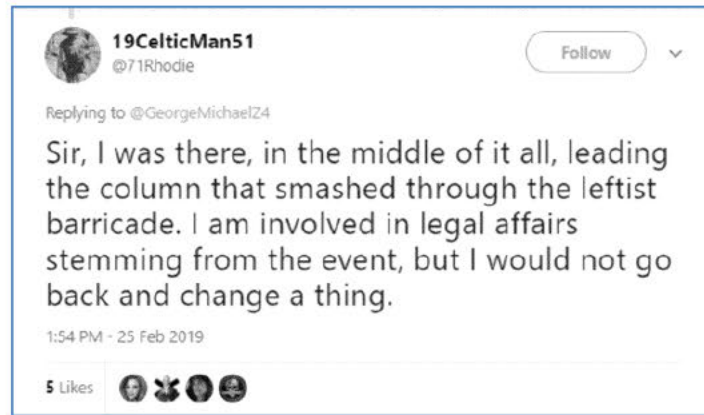 19CelticMan51
@71Rhodie
Follow
Replying to @GeorgeMichaelZ4
Sir, I was there, in the middle of it all, leading
the column that smashed through the leftist
barricade. I am involved in legal affairs
stemming from the event, but I would not go
back and change a thing.
1:54 PM - 25 Feb 2019
5 Likes